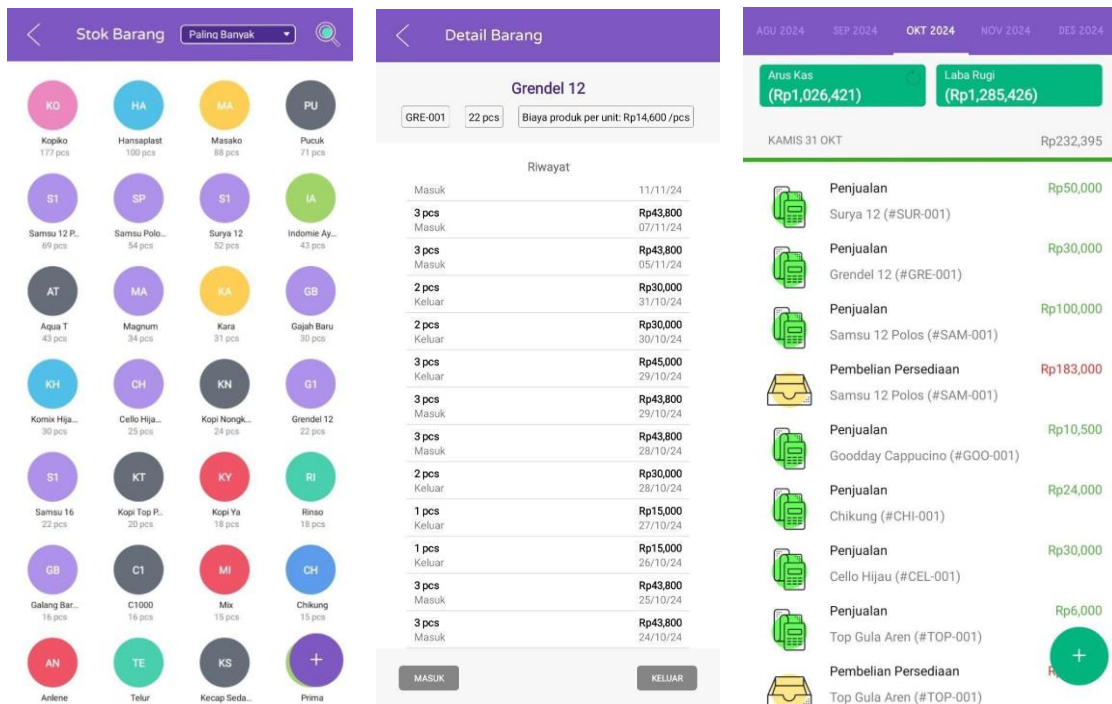 Stok Barang
Paling Banyak
KO
HA
MA
PU
Kopiko
Hansaplast
Masako
Pucuk
177 pcs
100 pcs
88 pcs
71 pcs
S1
SP
S1
IA
Samsu 12 P...
Samsu Polo...
Surya 12
Indomie Ay...
69 pcs
54 pcs
52 pcs
43 pcs
AT
MA
KA
GB
Aqua T
Magnum
Kara
Gajah Baru
43 pcs
34 pcs
31 pcs
30 pcs
KH
CH
KN
G1
Komix Hija...
Cello Hija...
Kopi Nongk...
Grendel 12
30 pcs
25 pcs
24 pcs
22 pcs
S1
KT
KY
RI
Samsu 16
Kopi Top P...
Kopi Ya
Rinso
22 pcs
20 pcs
18 pcs
18 pcs
GB
C1
MI
CH
Galang Bar...
C1000
Mix
Chikung
16 pcs
16 pcs
15 pcs
15 pcs
AN
TE
KS
+
Anlene
Telur
Kecap Seda...
Prima
Detail Barang
Grendel 12
GRE-001
22 pcs
Biaya produk per unit: Rp14,600 /pcs
Riwayat
Masuk 11/11/24
3 pcs Rp43,800
Masuk 07/11/24
3 pcs Rp43,800
Masuk 05/11/24
2 pcs Rp30,000
Keluar 31/10/24
2 pcs Rp30,000
Keluar 30/10/24
3 pcs Rp45,000
Keluar 29/10/24
3 pcs Rp43,800
Masuk 29/10/24
3 pcs Rp43,800
Masuk 28/10/24
2 pcs Rp30,000
Keluar 28/10/24
1 pcs Rp15,000
Keluar 27/10/24
1 pcs Rp15,000
Keluar 26/10/24
3 pcs Rp43,800
Masuk 25/10/24
3 pcs Rp43,800
Masuk 24/10/24
MASUK
KELUAR
AGU 2024
SEP 2024
OKT 2024
NOV 2024
DES 2024
Arus Kas
(Rp1,026,421)
Laba Rugi
(Rp1,285,426)
KAMIS 31 OKT Rp232,395
Penjualan Rp50,000
Surya 12 (#SUR-001)
Penjualan Rp30,000
Grendel 12 (#GRE-001)
Penjualan Rp100,000
Samsu 12 Polos (#SAM-001)
Pembelian Persediaan Rp183,000
Samsu 12 Polos (#SAM-001)
Penjualan Rp10,500
Goodday Cappucino (#GOO-001)
Penjualan Rp24,000
Chikung (#CHI-001)
Penjualan Rp30,000
Cello Hijau (#CEL-001)
Penjualan Rp6,000
Top Gula Aren (#TOP-001)
+
Pembelian Persediaan
Top Gula Aren (#TOP-001)